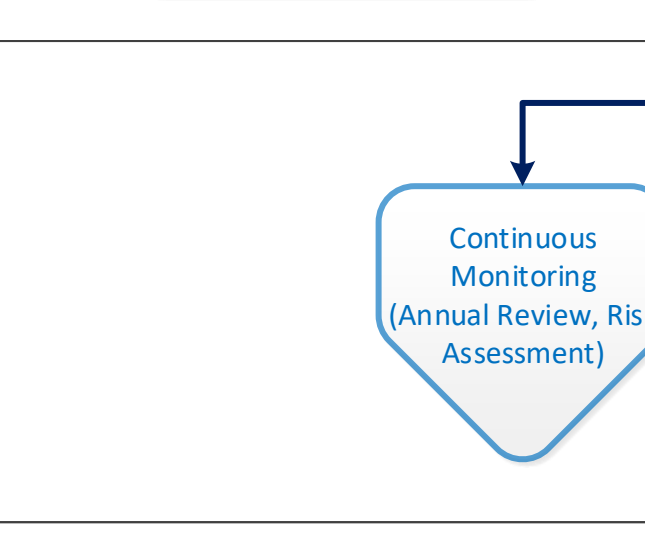 Continuous
Monitoring
(Annual Review, Ris
Assessment)